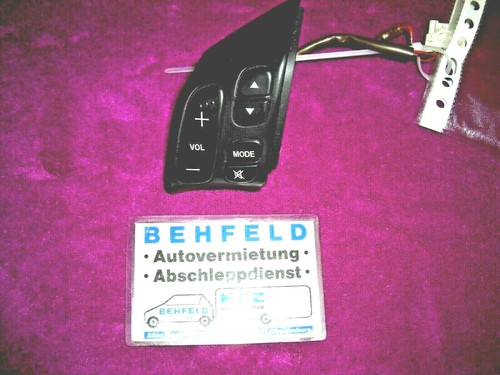 +
VOL
−
MODE
BEHFELD
· Autovermietung ·
· Abschleppdienst ·
BEHFELD